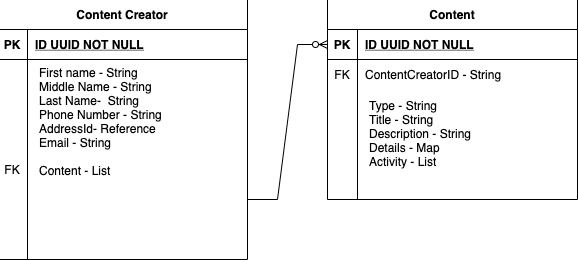 Content Creator
PK ID UUID NOT NULL
First name - String
Middle Name - String
Last Name- String
Phone Number - String
AddressId- Reference
Email - String
FK Content - List
Content
PK ID UUID NOT NULL
FK ContentCreatorID - String
Type - String
Title - String
Description - String
Details - Map
Activity - List